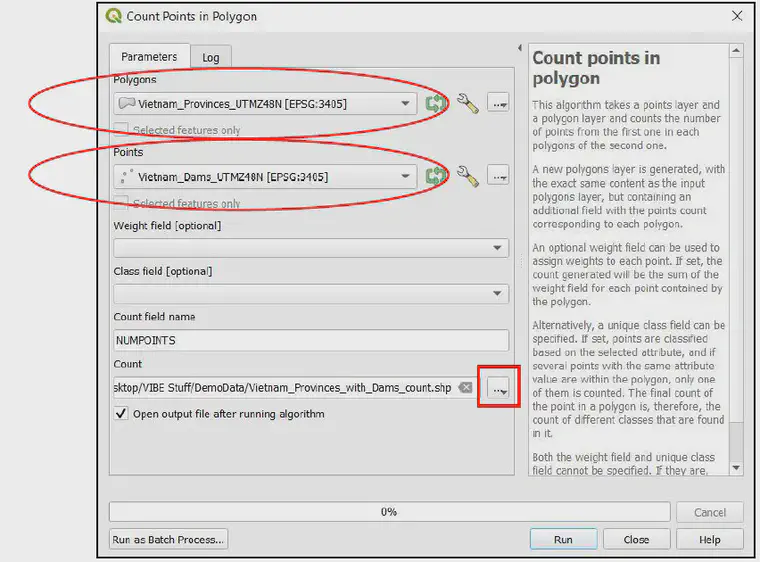 Count Points in Polygon
Parameters
Log
Polygons
Vietnam_Provinces_UTMZ48N [EPSG:3405]
...
Selected features only
Points
Vietnam_Dams_UTMZ48N [EPSG:3405]
...
Selected features only
Weight field [optional]
Class field [optional]
Count field name
NUMPOINTS
Count
sktop/VIBE Stuff/DemoData/Vietnam_Provinces_with_Dams_count.shp
...
Open output file after running algorithm
Count points in
polygon
This algorithm takes a points layer and
a polygon layer and counts the number
of points from the first one in each
polygons of the second one.
A new polygons layer is generated, with
the exact same content as the input
polygons layer, but containing an
additional field with the points count
corresponding to each polygon.
An optional weight field can be used to
assign weights to each point. If set, the
count generated will be the sum of the
weight field for each point contained by
the polygon.
Alternatively, a unique class field can be
specified. If set, points are classified
based on the selected attribute, and if
several points with the same attribute
value are within the polygon, only one
of them is counted. The final count of
the point in a polygon is, therefore, the
count of different classes that are found
in it.
Both the weight field and unique class
field cannot be specified. If they are,
0%
Cancel
Run as Batch Process...
Run
Close
Help